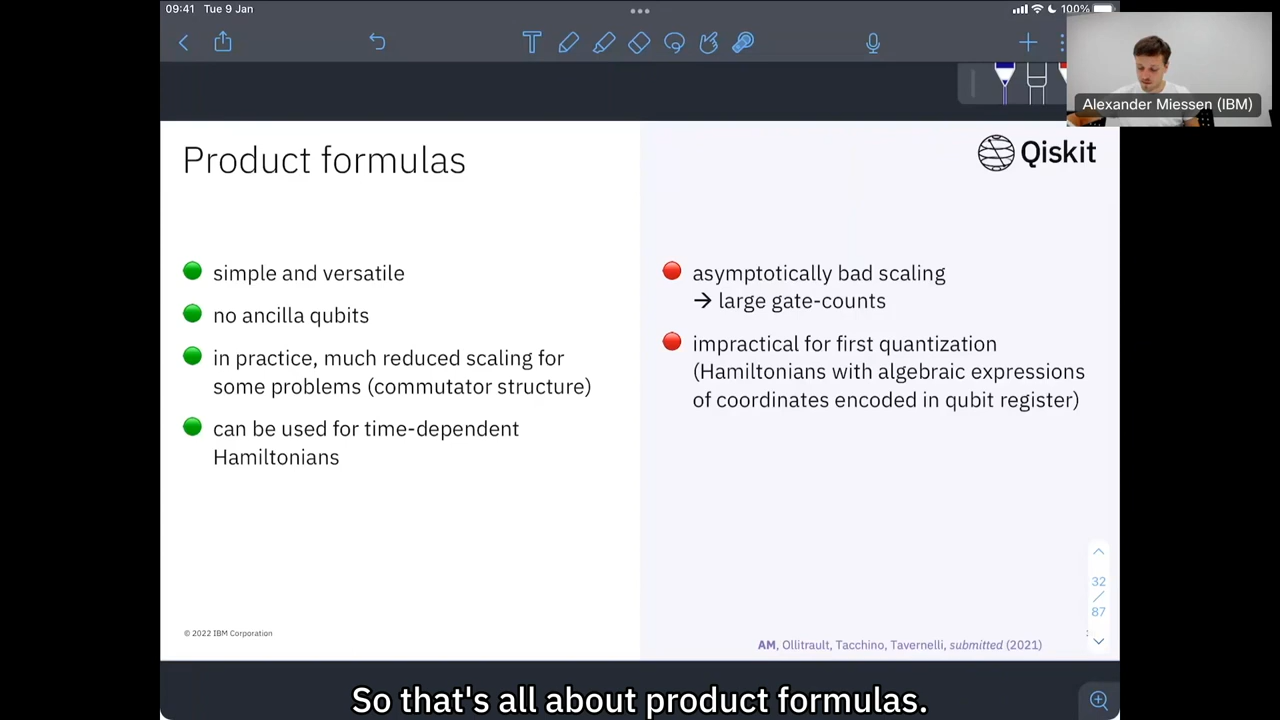 09:41 Tue 9 Jan
100%
Alexander Miessen (IBM)
Product formulas
Qiskit
simple and versatile
no ancilla qubits
in practice, much reduced scaling for
some problems (commutator structure)
can be used for time-dependent
Hamiltonians
asymptotically bad scaling
→ large gate-counts
impractical for first quantization
(Hamiltonians with algebraic expressions
of coordinates encoded in qubit register)
32
/
87
© 2022 IBM Corporation
AM, Ollitrault, Tacchino, Tavernelli, submitted (2021)
So that's all about product formulas.